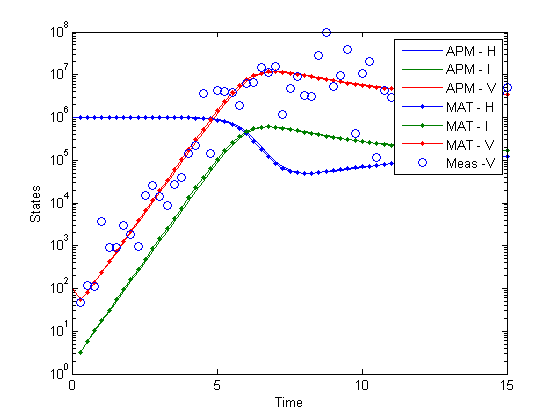 10^8
10^7
10^6
10^5
10^4
10^3
10^2
10^1
10^0
States
0
5
10
15
Time
APM - H
APM - I
APM - V
MAT - H
MAT - I
MAT - V
Meas -V